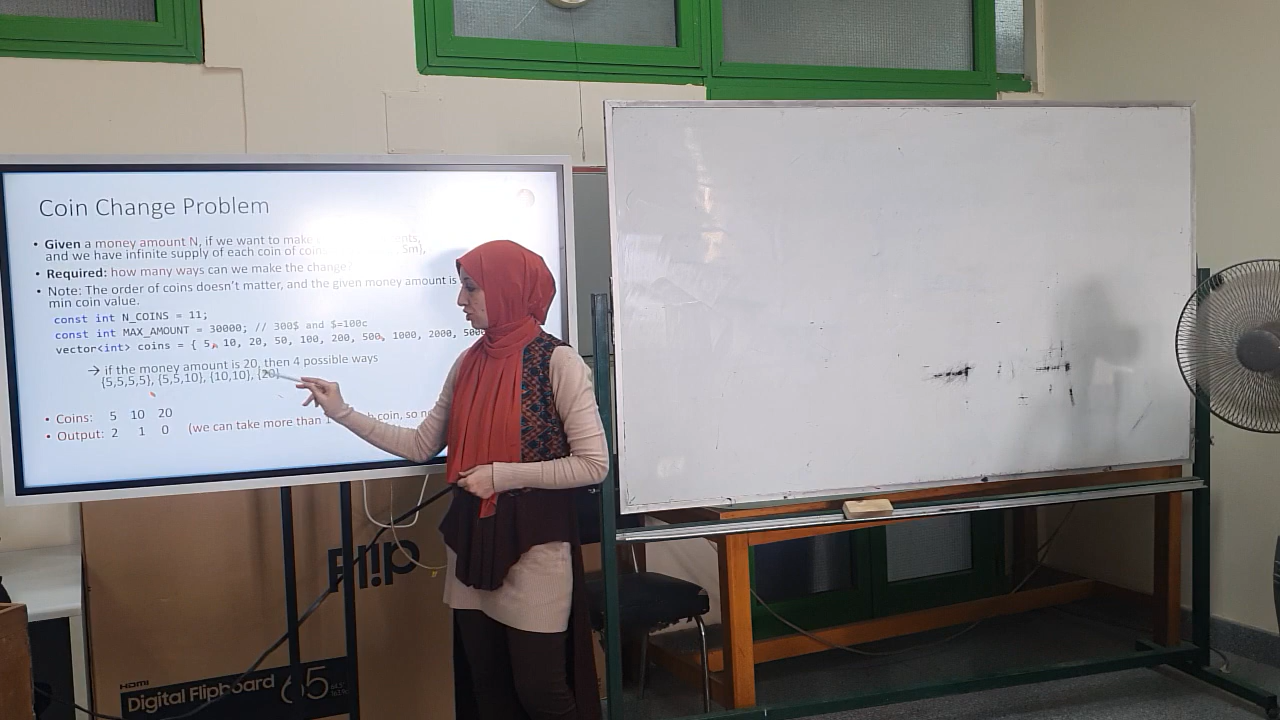 Coin Change Problem
• Given a money amount N, if we want to make
and we have infinite supply of each coin of
• Required: how many ways can we make the change
• Note: The order of coins doesn't matter, and the given money amount is
min coin value.
const int N_COINS = 11;
const int MAX_AMOUNT = 30000; // 300$ and $=100c
vector<int> coins = { 5, 10, 20, 50, 100, 200, 500, 1000, 2000,
→ if the money amount is 20, then 4 possible ways
{5,5,5,5}, {5,5,10}, {10,10}, {20}
• Coins: 5 10 20
• Output: 2 1 0 (we can take more than 1 coin, so
Flip
HDMI
Digital Flipboard 65